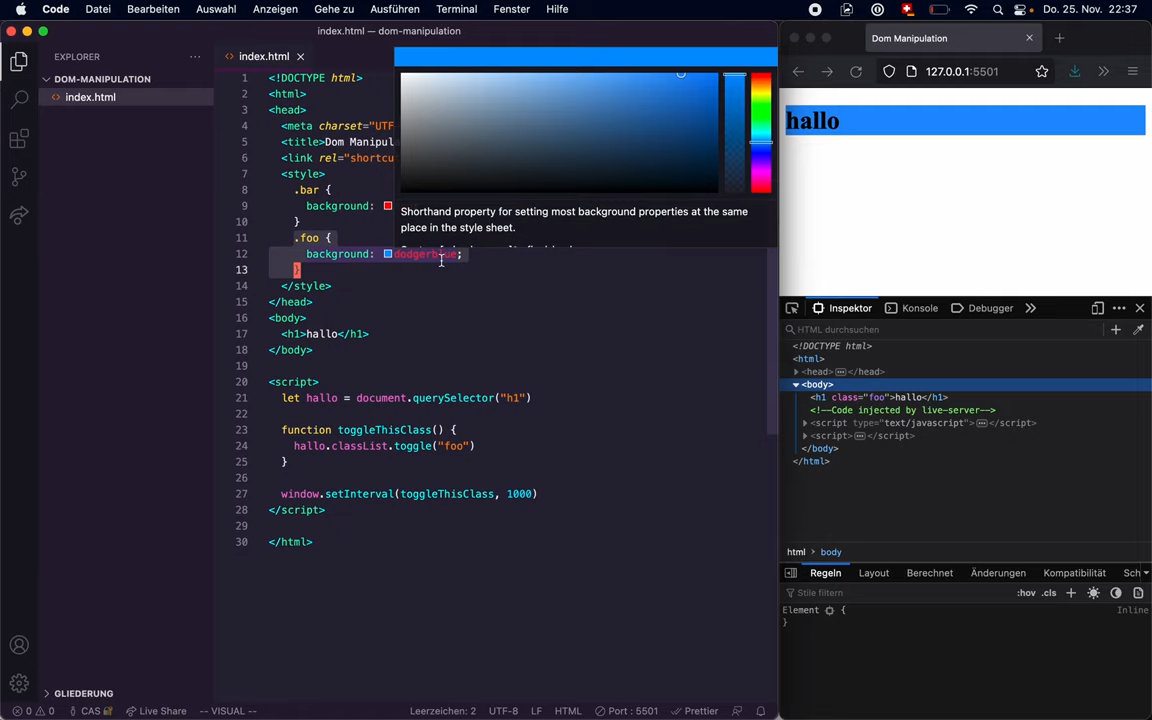 Code Datei Bearbeiten Auswahl Anzeigen Gehe zu Ausführen Terminal Fenster Hilfe Do. 25. Nov. 22:37
index.html — dom-manipulation
EXPLORER
DOM-MANIPULATION
index.html
index.html
1 <!DOCTYPE html>
2 <html>
3 <head>
4 <meta charset="UTF
5 <title>Dom Manipul
6 <link rel="shortcu
7 <style>
8 .bar {
9 background:
10 }
11 .foo {
12 background: dodgerblue;
13 }
14 </style>
15 </head>
16 <body>
17 <h1>hallo</h1>
18 </body>
19
20 <script>
21 let hallo = document.querySelector("h1")
22
23 function toggleThisClass() {
24 hallo.classList.toggle("foo")
25 }
26
27 window.setInterval(toggleThisClass, 1000)
28 </script>
29
30 </html>
Shorthand property for setting most background properties at the same
place in the style sheet.
GLIEDERUNG
0 0 CAS Live Share -- VISUAL -- Leerzeichen: 2 UTF-8 LF HTML Port : 5501 Prettier
Dom Manipulation
127.0.0.1:5501
hallo
Inspektor Konsole Debugger
HTML durchsuchen
<!DOCTYPE html>
<html>
<head> </head>
<body>
<h1 class="foo">hallo</h1>
<!--Code injected by live-server-->
<script type="text/javascript"> </script>
<script> </script>
</body>
</html>
html > body
Regeln Layout Berechnet Änderungen Kompatibilität Sch
Stile filtern :hov .cls
Element { Inline
}